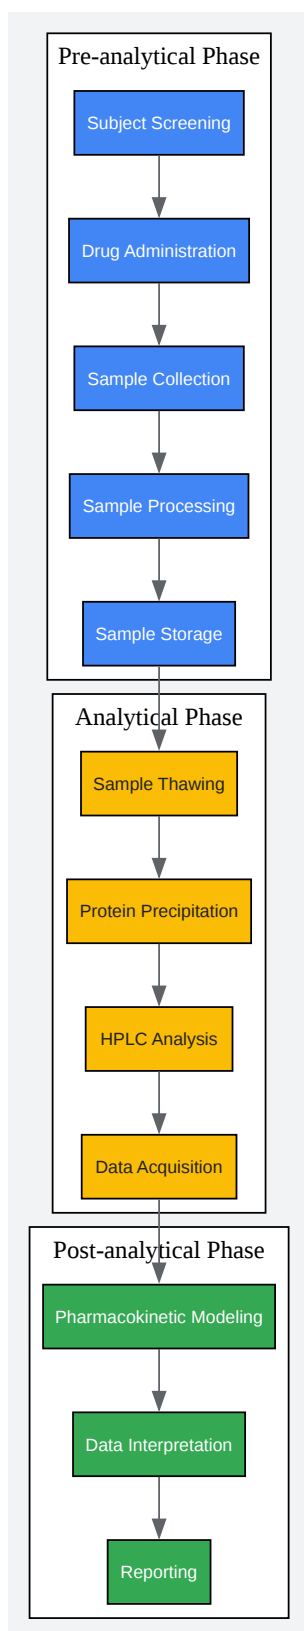 Pre-analytical Phase
Subject Screening
Drug Administration
Sample Collection
Sample Processing
Sample Storage
Analytical Phase
Sample Thawing
Protein Precipitation
HPLC Analysis
Data Acquisition
Post-analytical Phase
Pharmacokinetic Modeling
Data Interpretation
Reporting